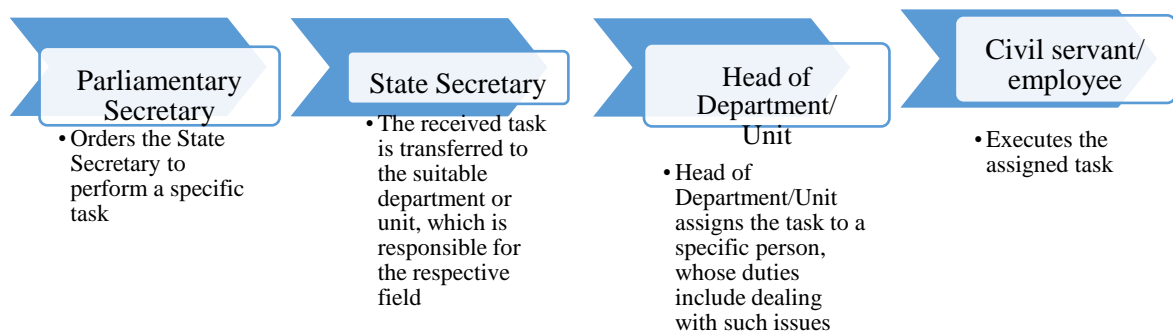 Parliamentary
Secretary
• Orders the State
Secretary to
perform a specific
task
State Secretary
• The received task
is transferred to
the suitable
department or
unit, which is
responsible for
the respective
field
Head of
Department/
Unit
• Head of
Department/Unit
assigns the task to a
specific person,
whose duties
include dealing
with such issues
Civil servant/
employee
• Executes the
assigned task